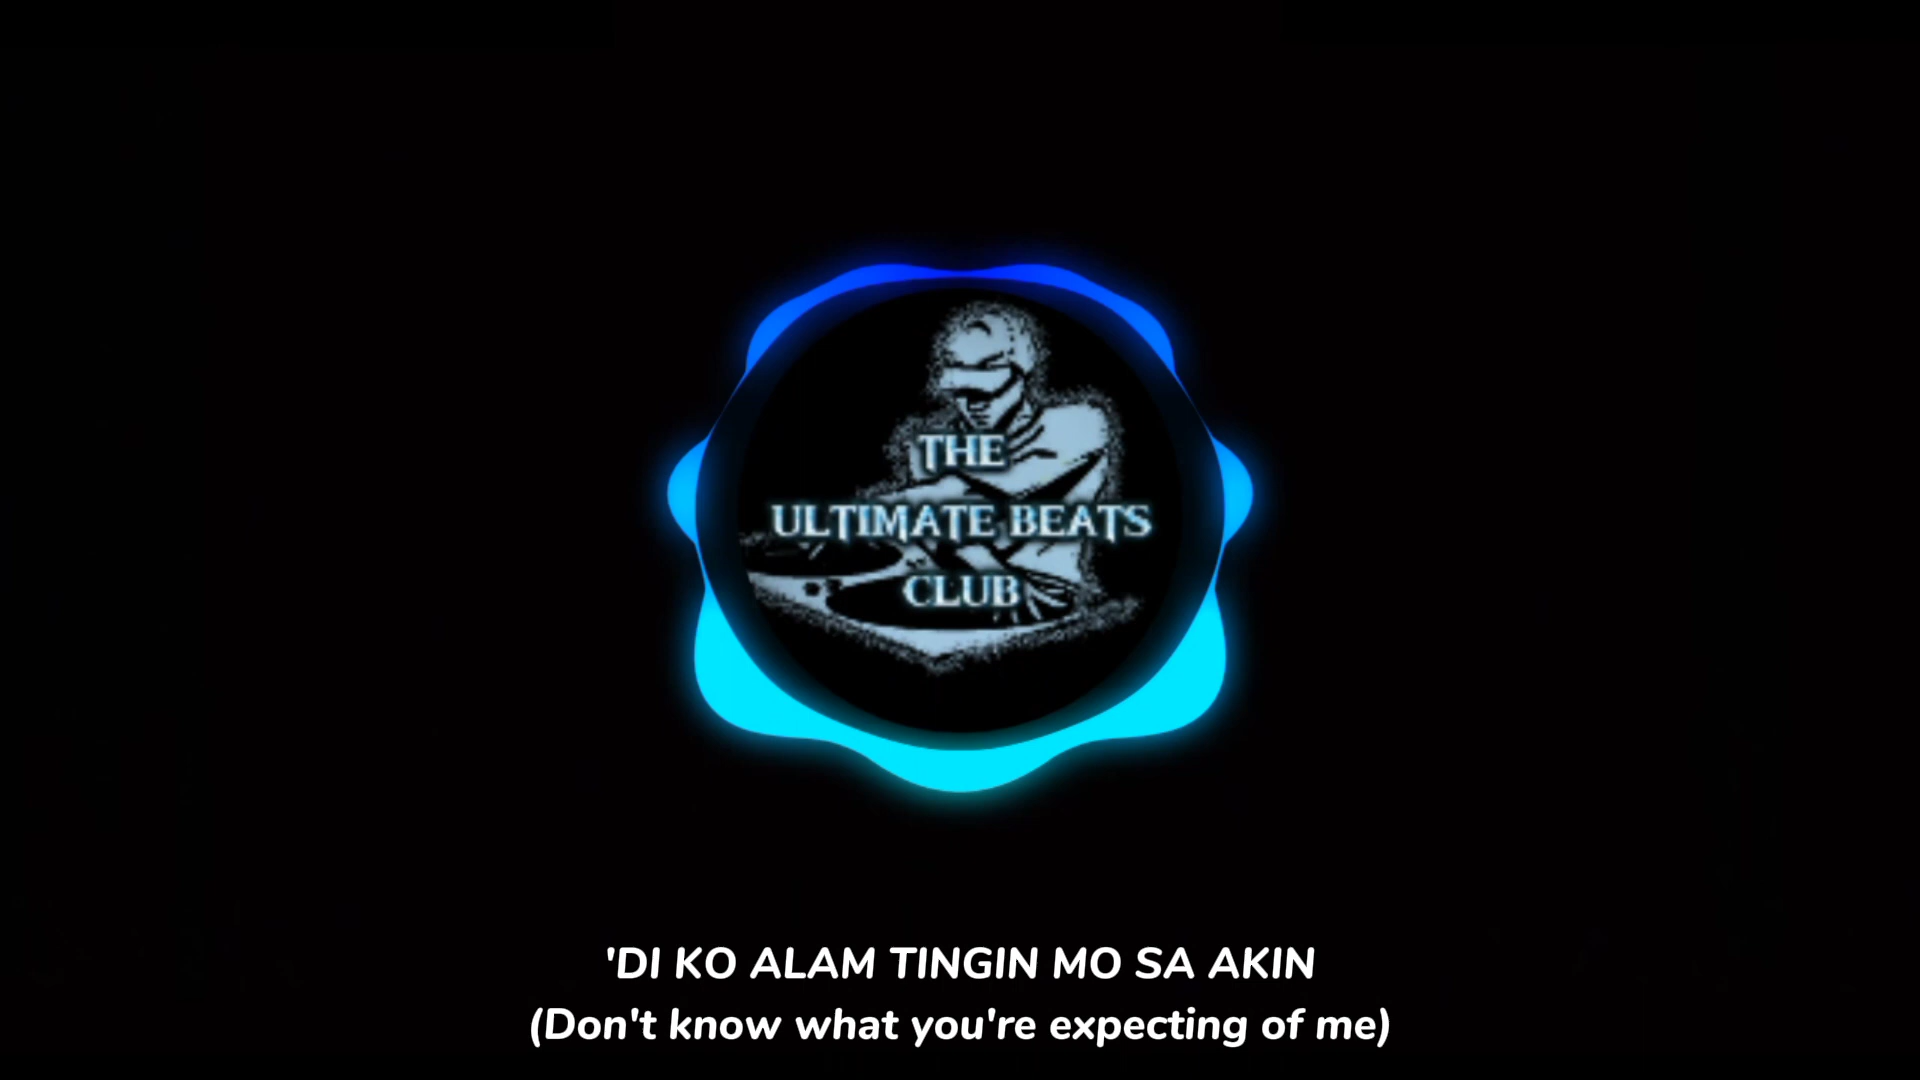 THE
ULTIMATE BEATS
CLUB
'DI KO ALAM TINGIN MO SA AKIN
(Don't know what you're expecting of me)